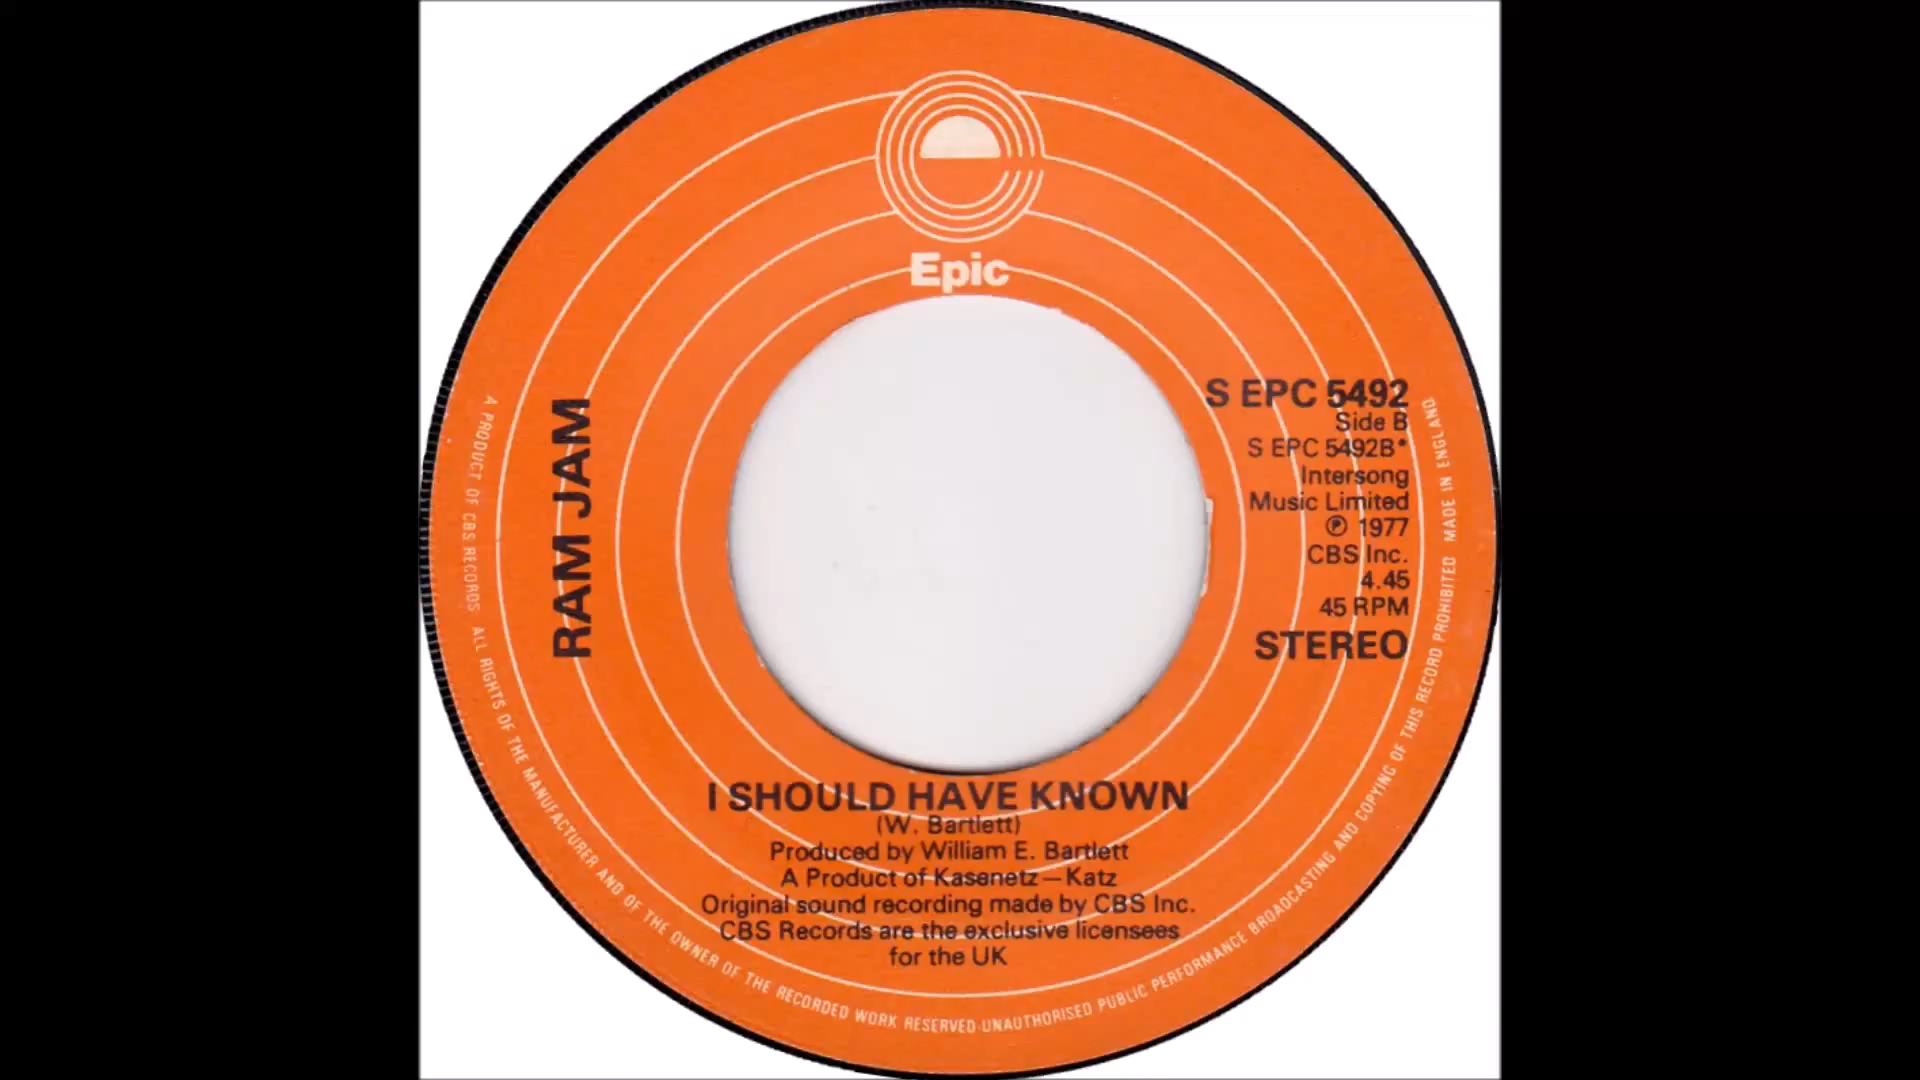 Epic
RAM JAM
S EPC 5492
Side B
S EPC 5492B*
Intersong
Music Limited
Ⓟ 1977
CBS Inc.
4.45
45 RPM
STEREO
I SHOULD HAVE KNOWN
(W. Bartlett)
Produced by William E. Bartlett
A Product of Kasenetz—Katz
Original sound recording made by CBS Inc.
CBS Records are the exclusive licensees
for the UK
A PRODUCT OF CBS RECORDS· ALL RIGHTS OF THE MANUFACTURER AND OF THE OWNER OF THE RECORDED WORK RESERVED·UNAUTHORISED PUBLIC PERFORMANCE BROADCASTING AND COPYING OF THIS RECORD PROHIBITED MADE IN ENGLAND.